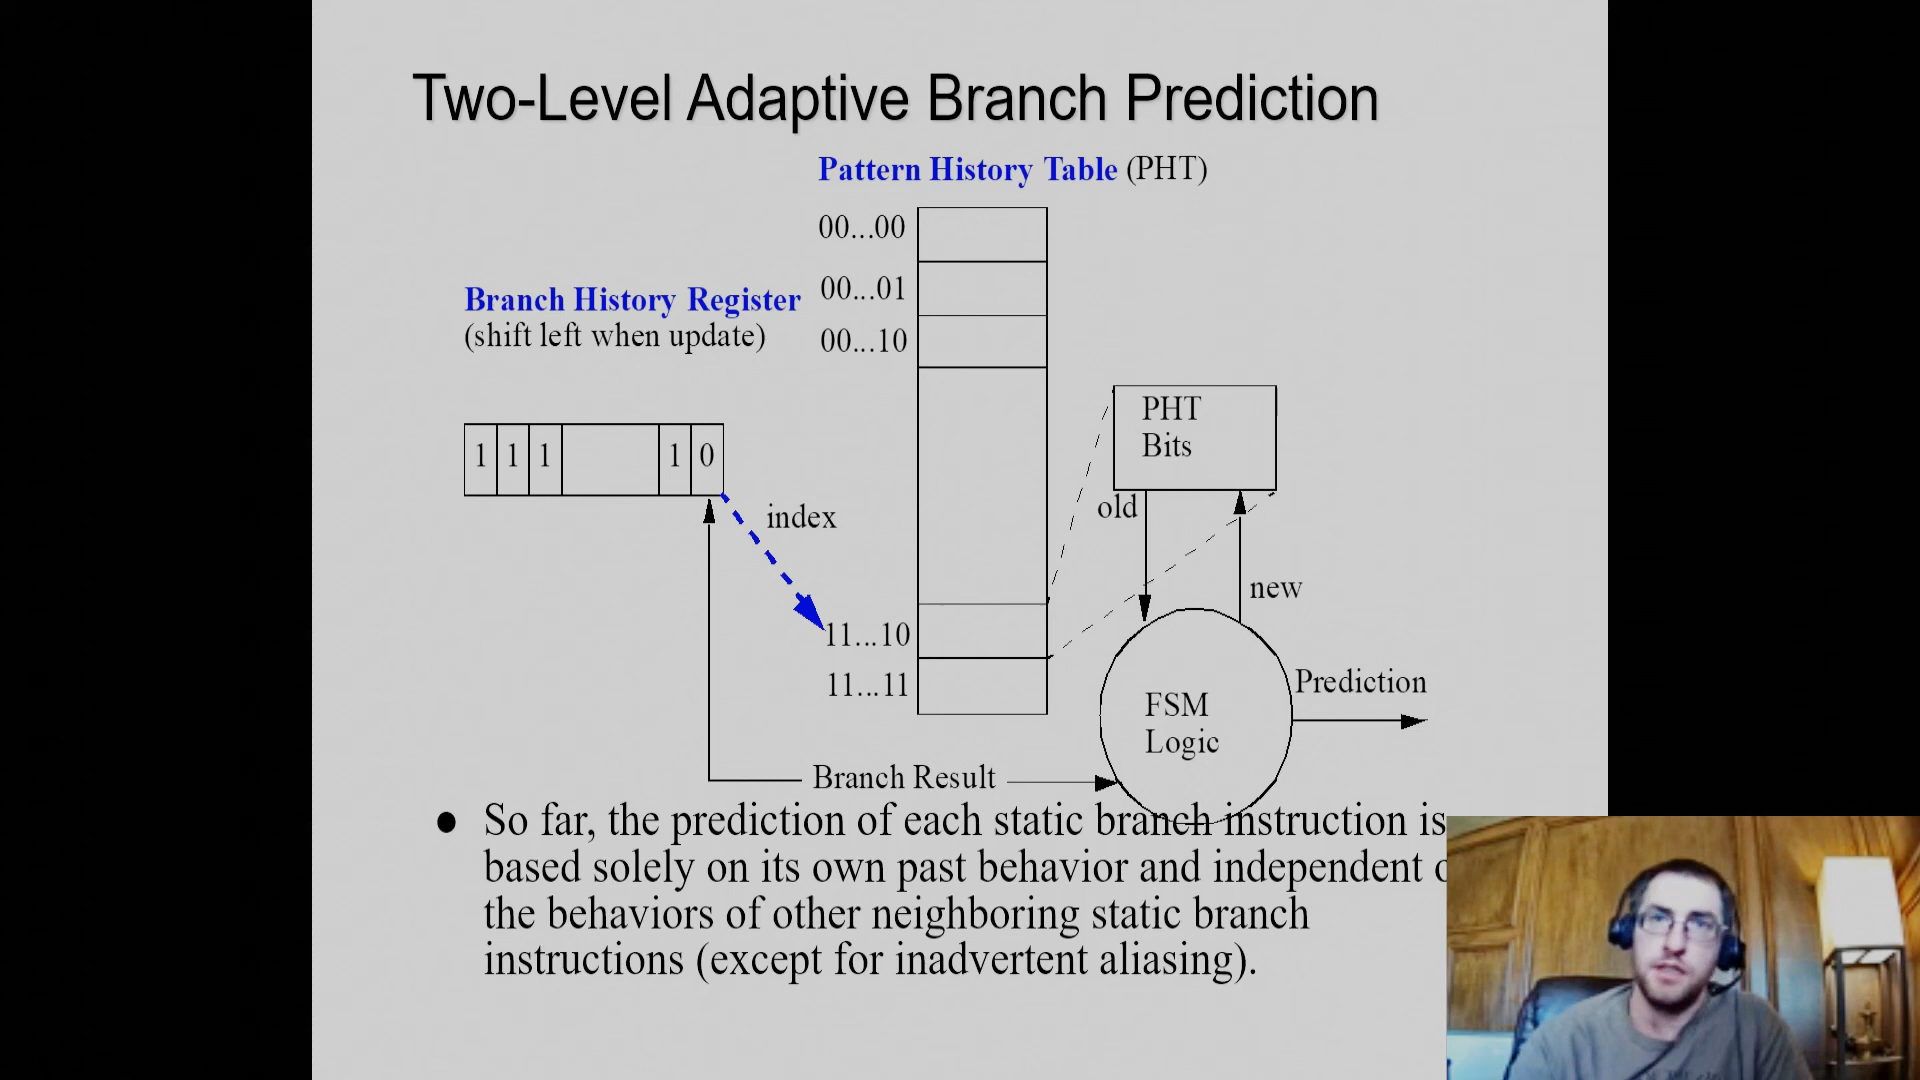 Two-Level Adaptive Branch Prediction
Pattern History Table (PHT)
00...00
00...01
00...10
Branch History Register
(shift left when update)
1 1 1 1 0
index
11...10
11...11
PHT
Bits
old
new
FSM
Logic
Prediction
Branch Result
● So far, the prediction of each static branch instruction is
based solely on its own past behavior and independent
the behaviors of other neighboring static branch
instructions (except for inadvertent aliasing).